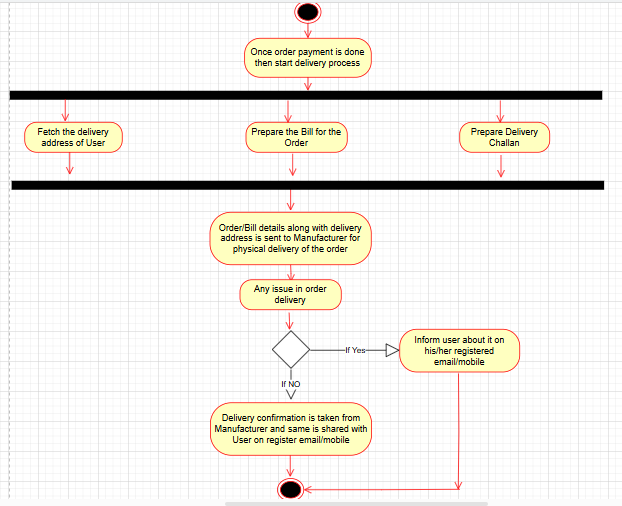 Once order payment is done
then start delivery process
Fetch the delivery
address of User
Prepare the Bill for the
Order
Prepare Delivery
Challan
Order/Bill details along with delivery
address is sent to Manufacturer for
physical delivery of the order
Any issue in order
delivery
If Yes
Inform user about it on
his/her registered
email/mobile
If NO
Delivery confirmation is taken from
Manufacturer and same is shared with
User on register email/mobile